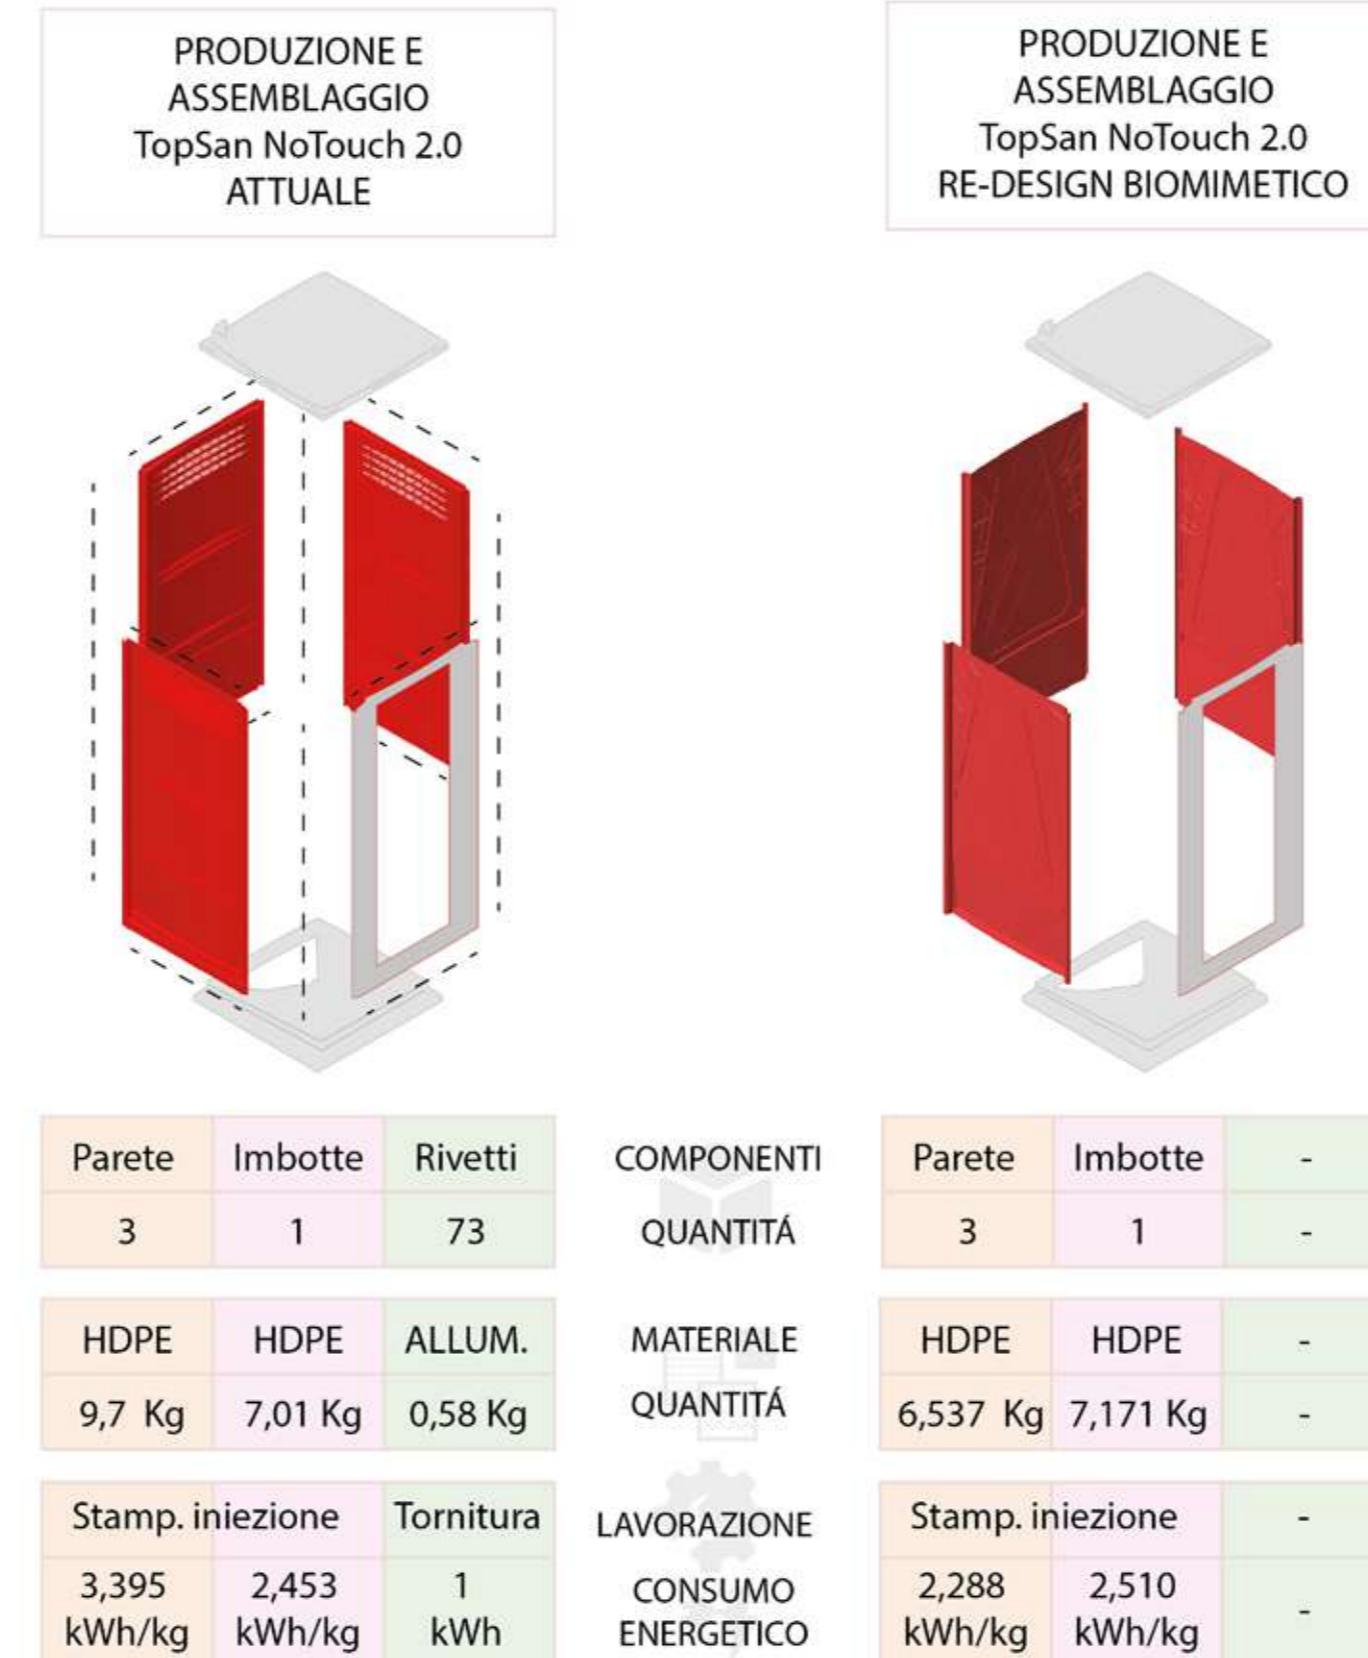 PRODUZIONE E
ASSEMBLAGGIO
TopSan NoTouch 2.0
ATTUALE
PRODUZIONE E
ASSEMBLAGGIO
TopSan NoTouch 2.0
RE-DESIGN BIOMIMETICO
Parete Imbotte Rivetti COMPONENTI Parete Imbotte -
3 1 73 QUANTITÁ 3 1 -
HDPE HDPE ALLUM. MATERIALE HDPE HDPE -
9,7 Kg 7,01 Kg 0,58 Kg QUANTITÁ 6,537 Kg 7,171 Kg -
Stamp. iniezione Tornitura LAVORAZIONE Stamp. iniezione -
3,395 2,453 1 CONSUMO 2,288 2,510 -
kWh/kg kWh/kg kWh ENERGETICO kWh/kg kWh/kg